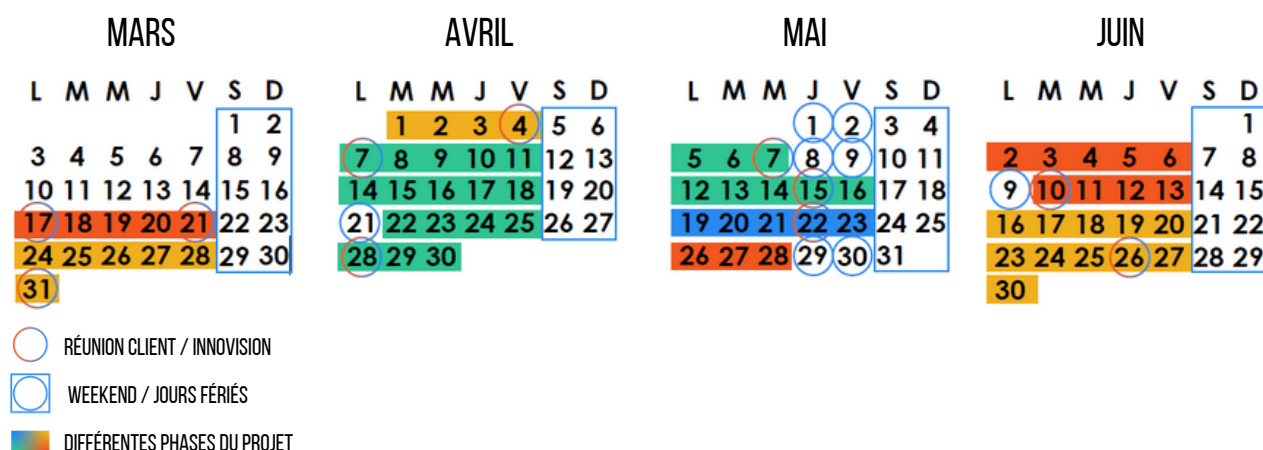 MARS
L M M J V S D
1 2
3 4 5 6 7 8 9
10 11 12 13 14 15 16
17 18 19 20 21 22 23
24 25 26 27 28 29 30
31
AVRIL
L M M J V S D
1 2 3 4 5 6
7 8 9 10 11 12 13
14 15 16 17 18 19 20
21 22 23 24 25 26 27
28 29 30
MAI
L M M J V S D
1 2 3 4
5 6 7 8 9 10 11
12 13 14 15 16 17 18
19 20 21 22 23 24 25
26 27 28 29 30 31
JUIN
L M M J V S D
1
2 3 4 5 6 7 8
9 10 11 12 13 14 15
16 17 18 19 20 21 22
23 24 25 26 27 28 29
30
RÉUNION CLIENT / INNOVISION
WEEKEND / JOURS FÉRIÉS
DIFFÉRENTES PHASES DU PROJET